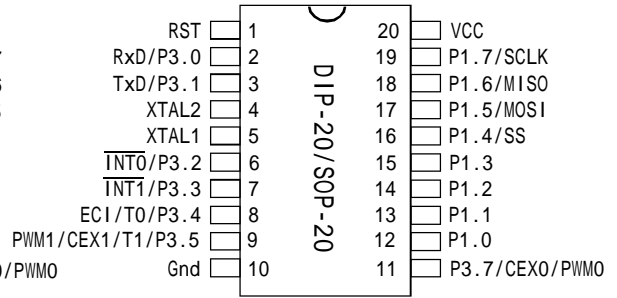 RST 1 20 VCC
RxD/P3.0 2 19 P1.7/SCLK
TxD/P3.1 3 18 P1.6/MISO
XTAL2 4 17 P1.5/MOSI
XTAL1 5 16 P1.4/SS
INT0/P3.2 6 15 P1.3
INT1/P3.3 7 14 P1.2
ECI/T0/P3.4 8 13 P1.1
PWM1/CEX1/T1/P3.5 9 12 P1.0
/PWM0 Gnd 10 11 P3.7/CEX0/PWM0
DIP-20/SOP-20